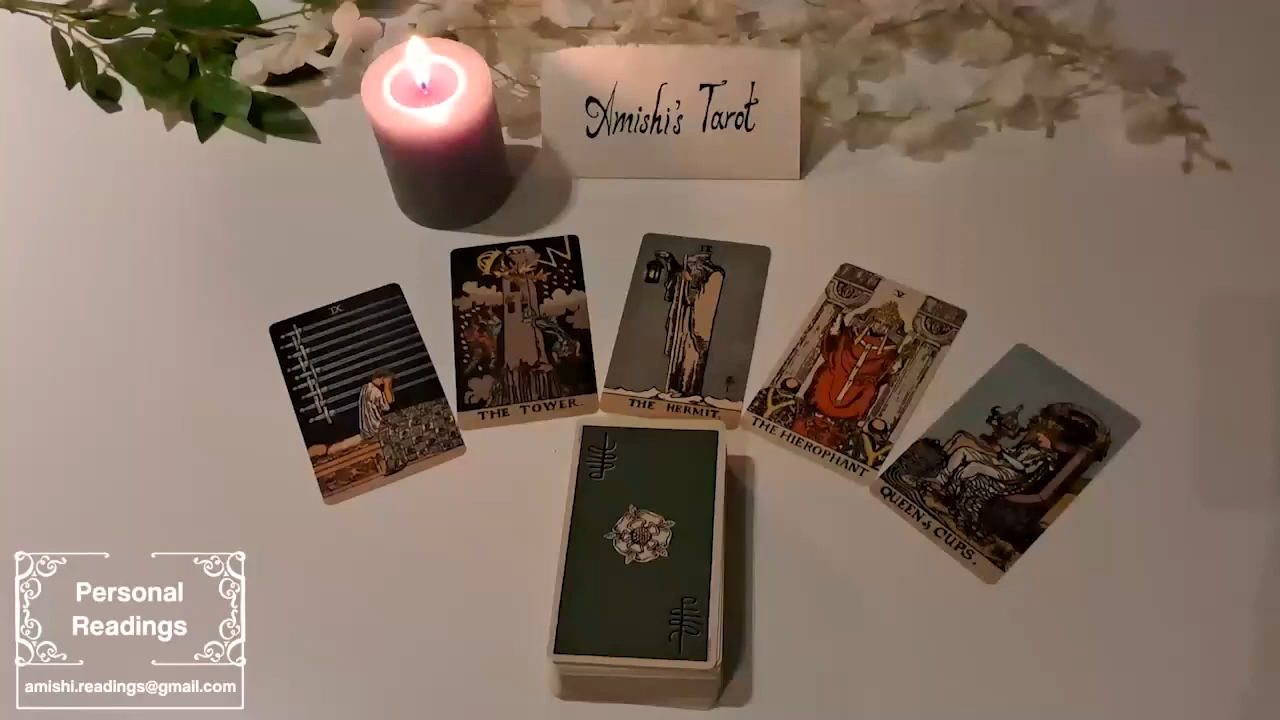 Amishi's Tarot
IX
THE TOWER.
IX
THE HERMIT.
V
THE HIEROPHANT
QUEEN of CUPS.
Personal
Readings
amishi.readings@gmail.com